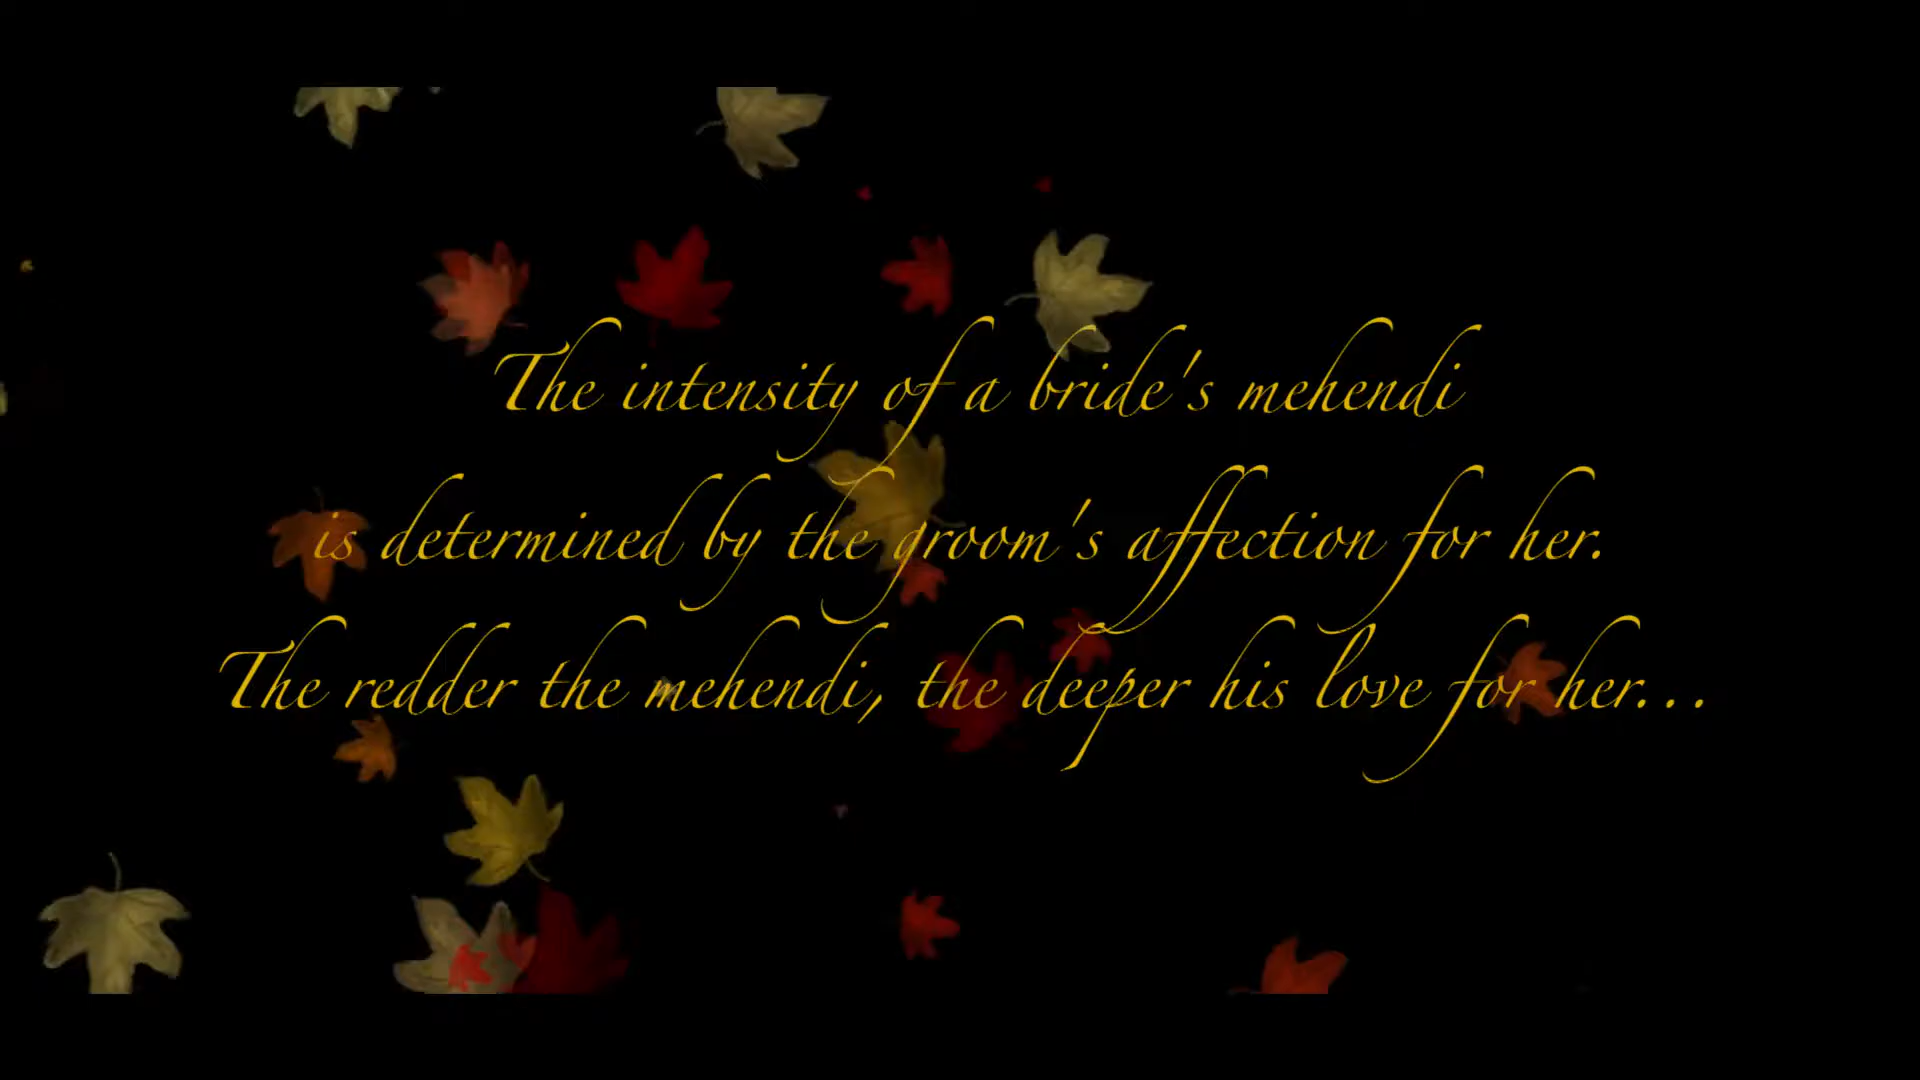 The intensity of a bride's mehendi
is determined by the groom's affection for her.
The redder the mehendi, the deeper his love for her...